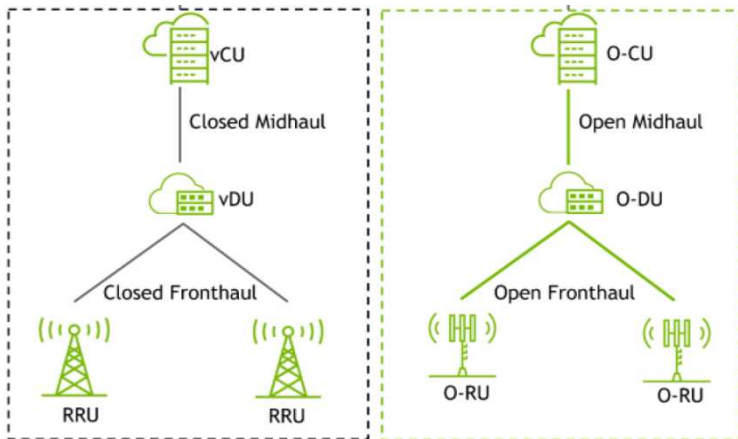 vCU
Closed Midhaul
vDU
Closed Fronthaul
RRU
RRU
O-CU
Open Midhaul
O-DU
Open Fronthaul
O-RU
O-RU